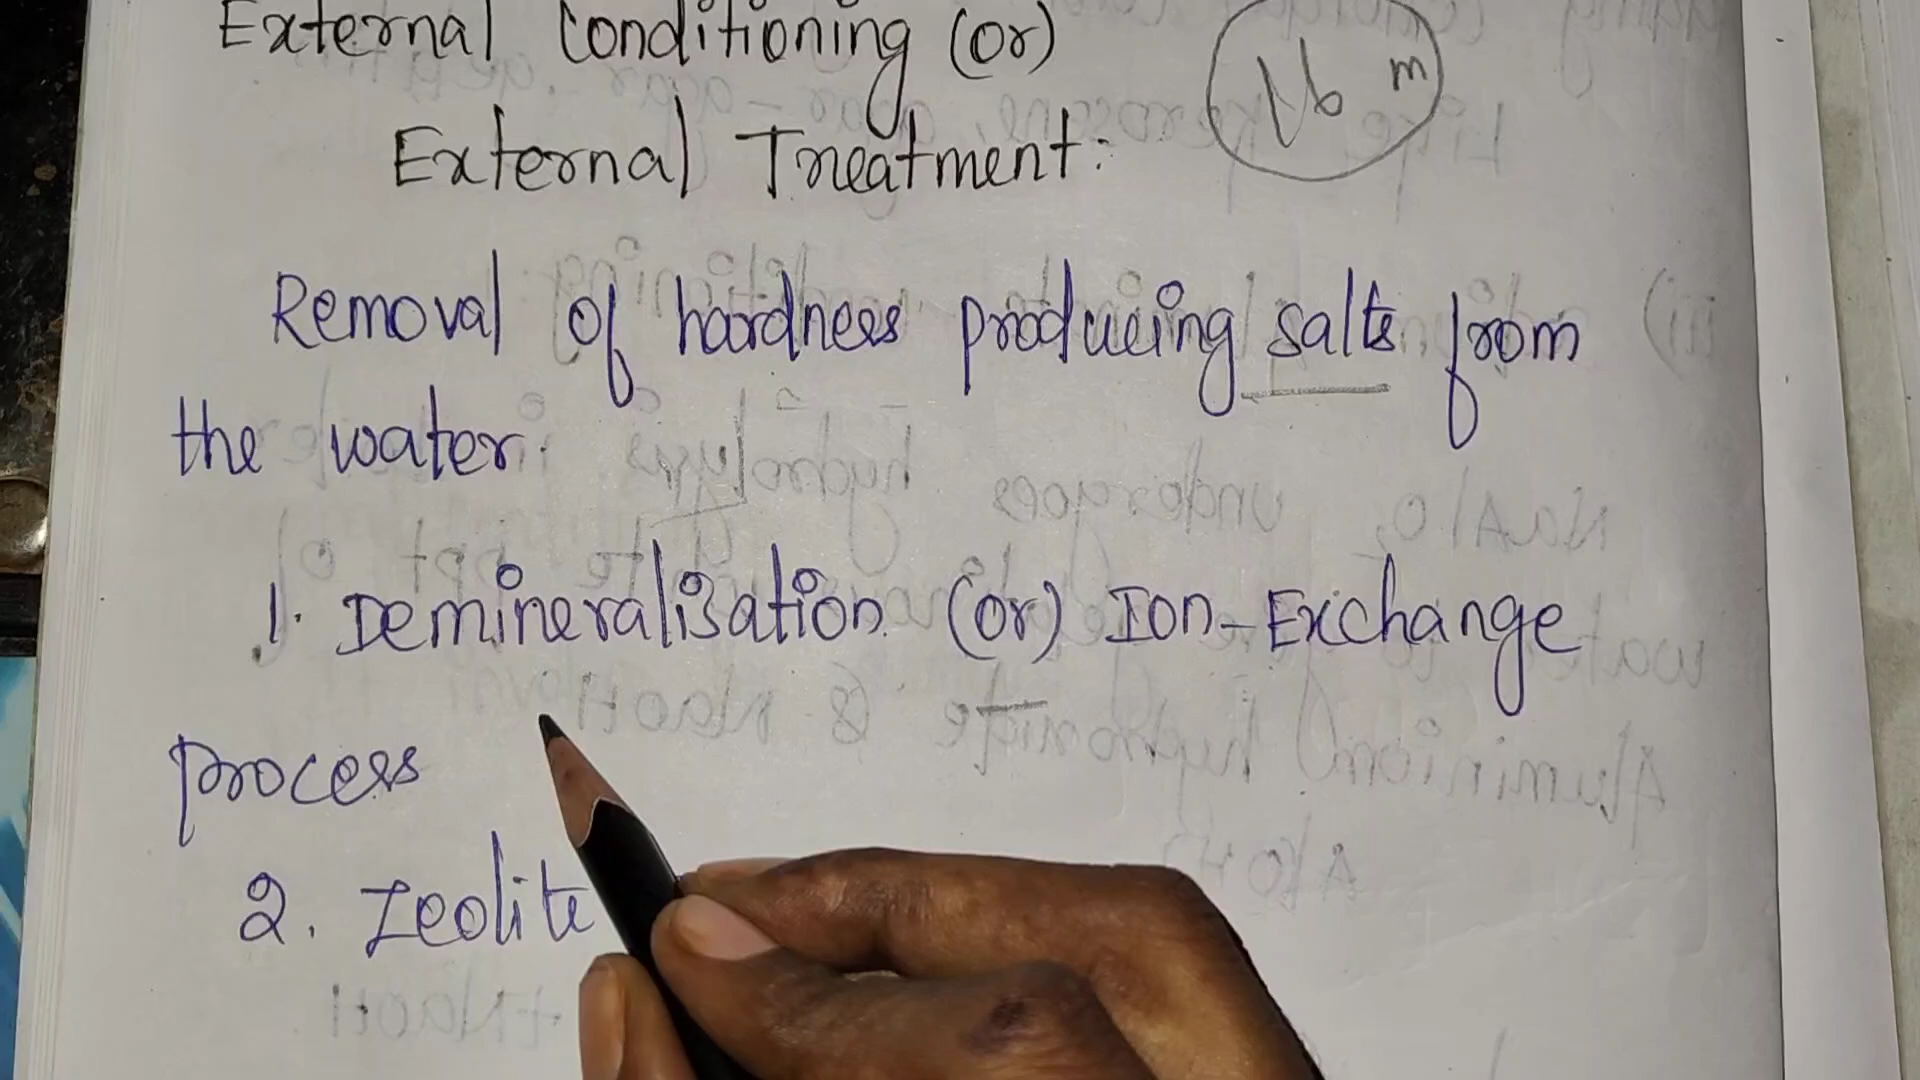 External Conditioning (or)
External Treatment:
Removal of hardness producing salts from
the water.
1. Demineralisation (or) Ion-Exchange
process
2. Zeolite